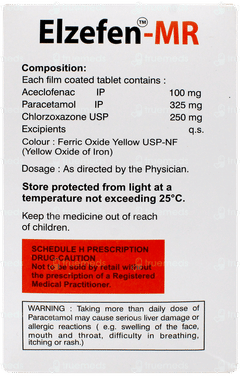 Elzefen™-MR
Composition:
Each film coated tablet contains :
Aceclofenac IP 100 mg
Paracetamol IP 325 mg
Chlorzoxazone USP 250 mg
Excipients q.s.
Colour : Ferric Oxide Yellow USP-NF
(Yellow Oxide of Iron)
Dosage : As directed by the Physician.
Store protected from light at a
temperature not exceeding 25°C.
Keep the medicine out of reach
of children.
SCHEDULE H PRESCRIPTION
DRUG CAUTION
Not to be sold by retail without
the prescription of a Registered
Medical Practitioner.
WARNING : Taking more than daily dose of
Paracetamol may cause serious liver damage or
allergic reactions ( e.g. swelling of the face,
mouth and throat, difficulty in breathing,
itching or rash.)